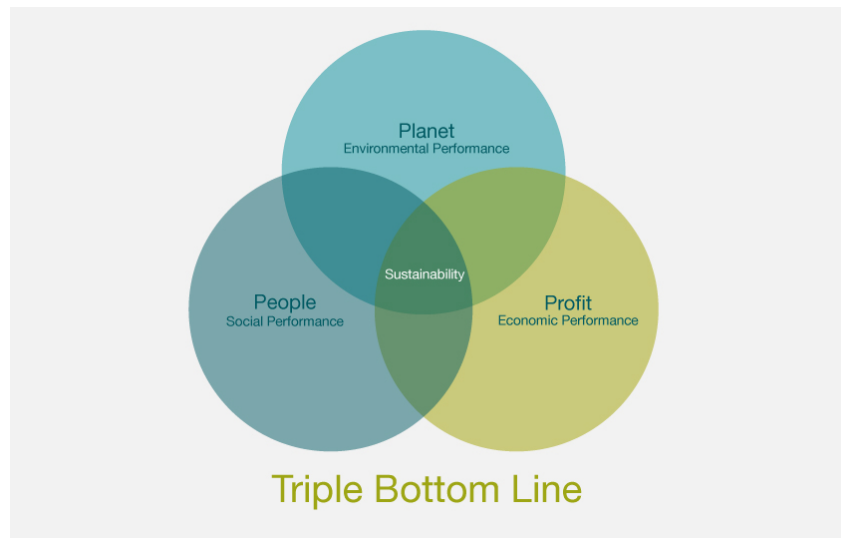 Planet
Environmental Performance
Sustainability
People
Social Performance
Profit
Economic Performance
Triple Bottom Line